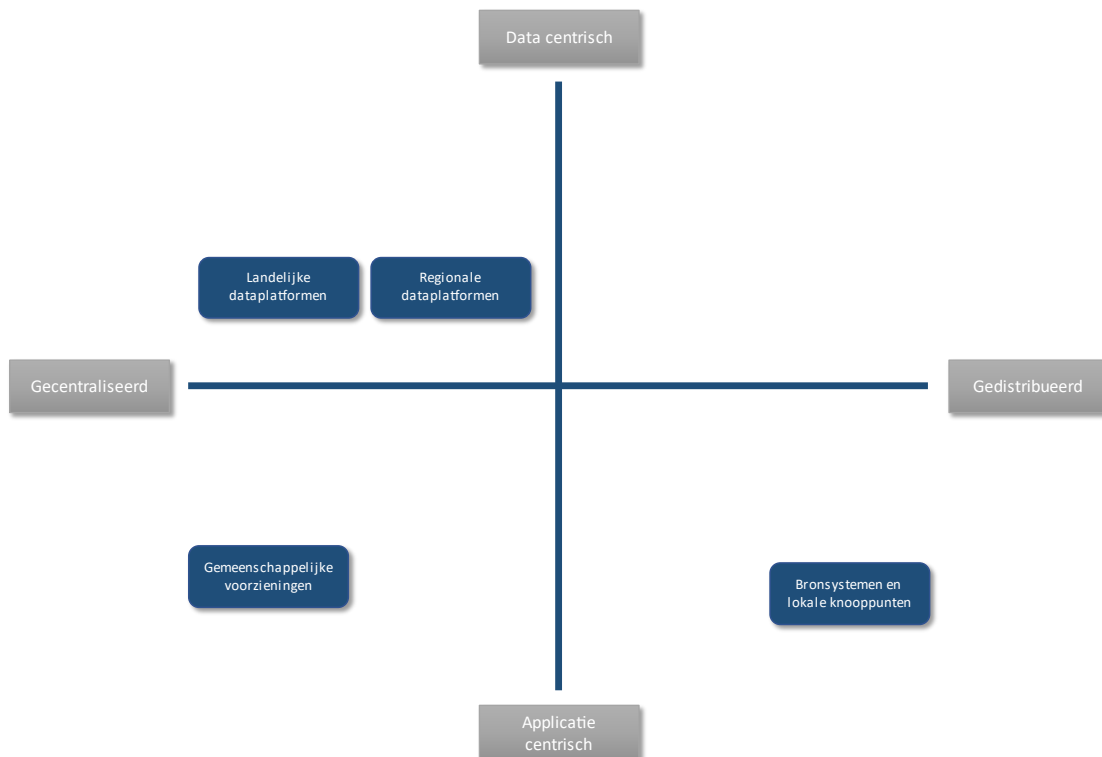 Data centrisch
Landelijke
dataplatformen
Regionale
dataplatformen
Gecentraliseerd
Gedistribueerd
Gemeenschappelijke
voorzieningen
Bronsystemen en
lokale knooppunten
Applicatie
centrisch